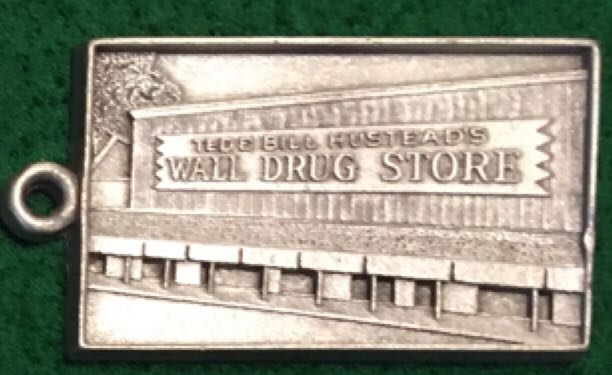 TED & BILL HUSTEAD'S
WALL DRUG STORE